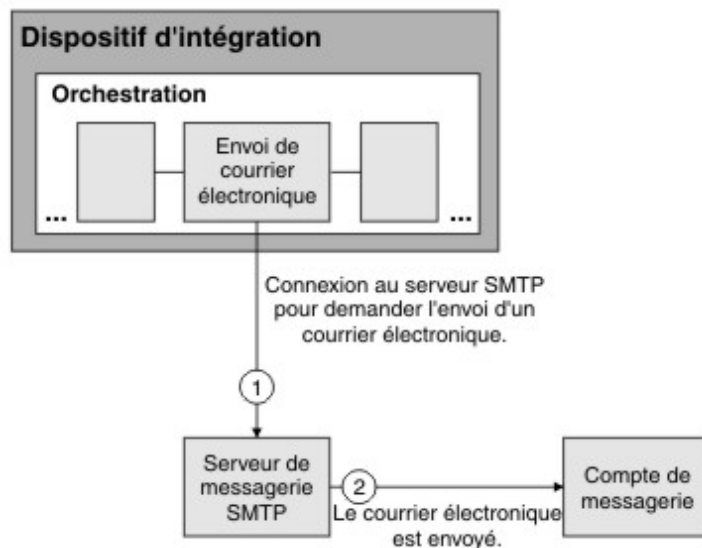 Dispositif d'intégration
Orchestration
Envoi de
courrier
électronique
...
...
Connexion au serveur SMTP
pour demander l'envoi d'un
courrier électronique.
1
Serveur de
messagerie
SMTP
2
Le courrier électronique
est envoyé.
Compte de
messagerie